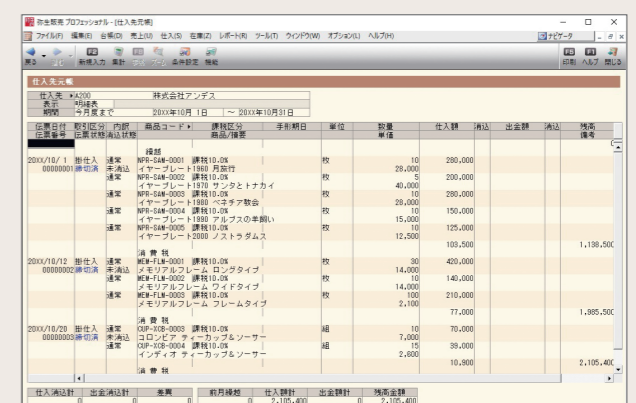 弥生販売 プロフェッショナル - [仕入先元帳]
ファイル(F) 編集(E) 台帳(D) 売上(U) 仕入(S) 在庫(Z) レポート(R) ツール(T) ウィンドウ(W) オプション(L) ヘルプ(H) ナビゲータ
戻る 新規入力 集計 条件設定 機能 印刷 ヘルプ 閉じる
仕入先元帳
仕入先 A200 株式会社アンデス
表示 明細表
期間 今月度まで 20XX年10月 1日 ～ 20XX年10月31日
伝票日付 取引区分 内訳 商品コード 課税区分 手形期日 単位 数量 仕入額 消込 出金額 消込 残高
伝票番号 伝票状態 消込状態 商品/摘要 単価 備考
繰越
20XX/10/ 1 掛仕入 通常 NPR-SAM-0001 課税10.0% 枚 10 280,000
00000001 締切済 未消込 イヤープレート1960 月旅行 28,000
通常 NPR-SAM-0002 課税10.0% 枚 5 200,000
イヤープレート1970 サンタとトナカイ 40,000
通常 NPR-SAM-0003 課税10.0% 枚 10 280,000
イヤープレート1980 ベネチア教会 28,000
通常 NPR-SAM-0004 課税10.0% 枚 10 150,000
イヤープレート1990 アルプスの羊飼い 15,000
通常 NPR-SAM-0005 課税10.0% 枚 10 125,000
イヤープレート2000 ノストラダムス 12,500
103,500 1,138,500
消 費 税
20XX/10/12 掛仕入 通常 MEM-FLM-0001 課税10.0% 枚 30 420,000
00000002 締切済 未消込 メモリアルフレーム ロングタイプ 14,000
通常 MEM-FLM-0002 課税10.0% 枚 10 140,000
メモリアルフレーム ワイドタイプ 14,000
通常 MEM-FLM-0003 課税10.0% 枚 100 210,000
メモリアルフレーム フレームタイプ 2,100
77,000 1,985,500
消 費 税
20XX/10/20 掛仕入 通常 CUP-XCB-0003 課税10.0% 組 10 70,000
00000003 締切済 未消込 コロンビア ティーカップ&ソーサー 7,000
通常 CUP-XCB-0004 課税10.0% 組 15 39,000
インディオ ティーカップ&ソーサー 2,600
10,900 2,105,400
消 費 税
仕入消込計 出金消込計 差異 前月繰越 仕入額計 出金額計 残高金額
0 0 0 0 2,105,400 0 2,105,400